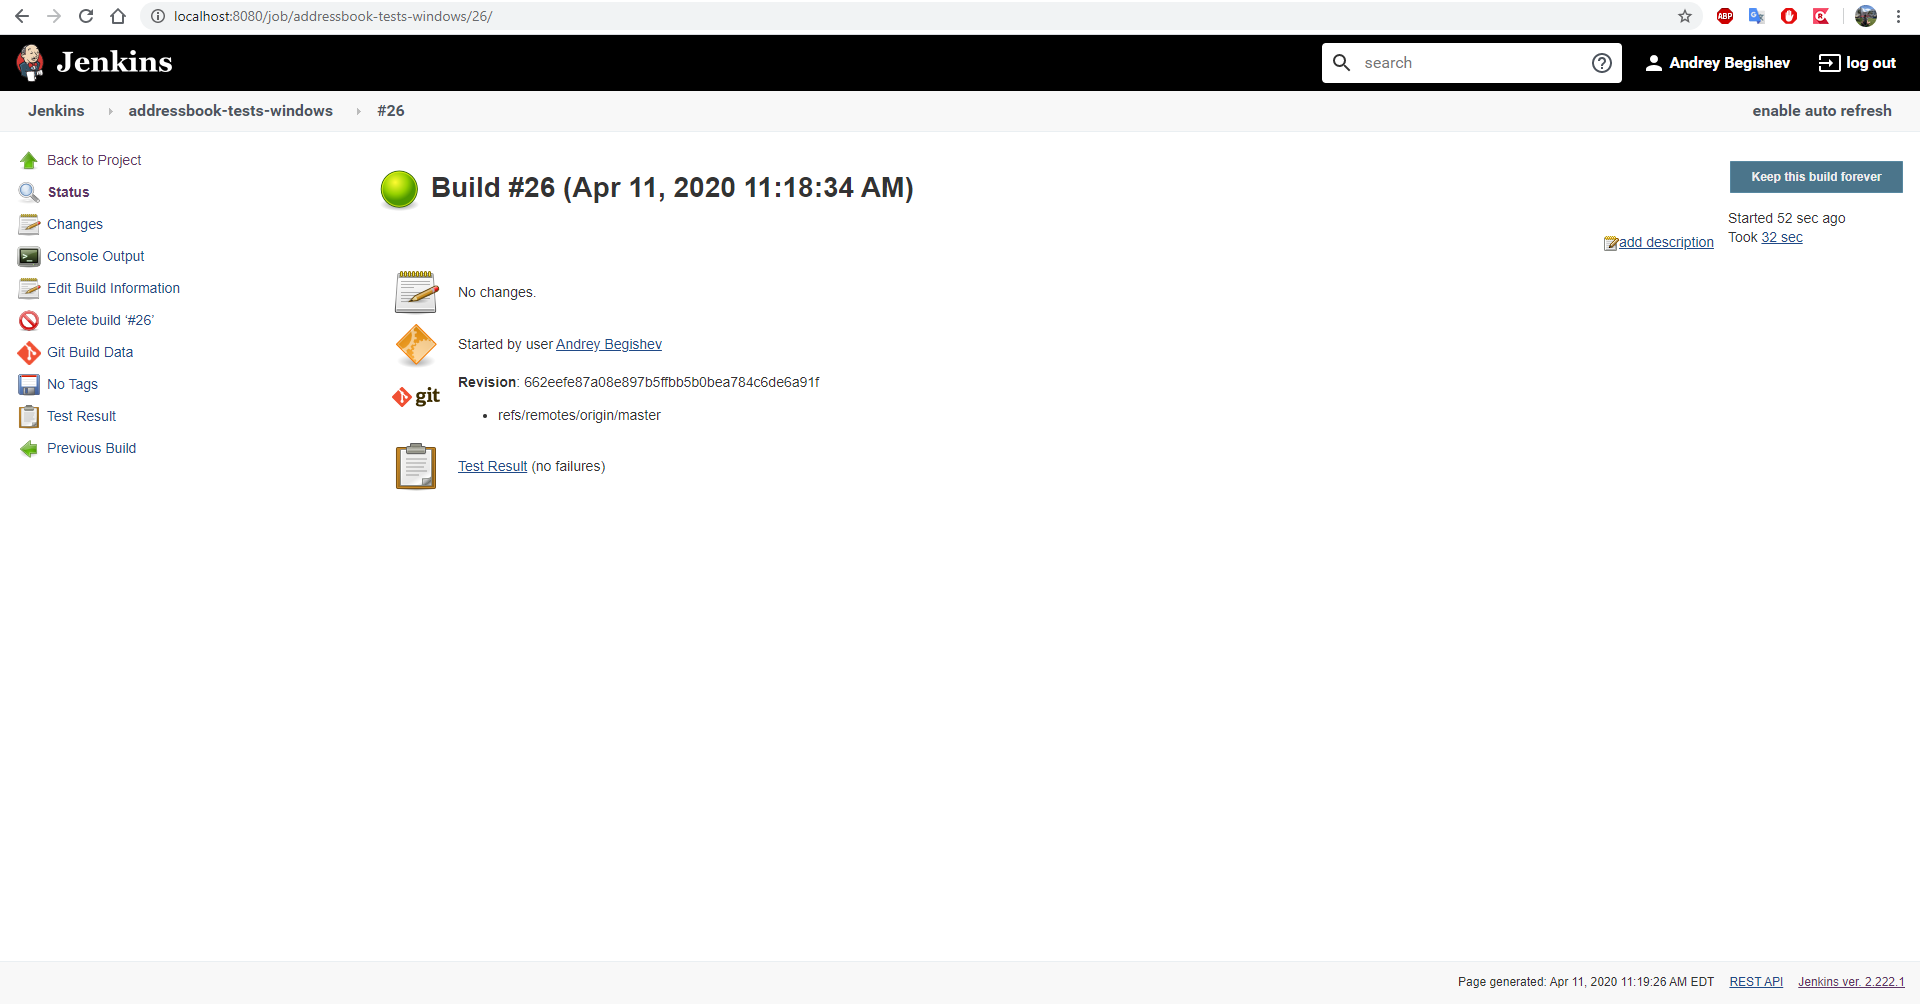 localhost:8080/job/addressbook-tests-windows/26/
ABP
Jenkins
search
Andrey Begishev
log out
Jenkins
addressbook-tests-windows
#26
enable auto refresh
Back to Project
Status
Changes
Console Output
Edit Build Information
Delete build ‘#26’
Git Build Data
No Tags
Test Result
Previous Build
Build #26 (Apr 11, 2020 11:18:34 AM)
Keep this build forever
Started 52 sec ago
Took 32 sec
add description
No changes.
Started by user Andrey Begishev
git
Revision: 662eefe87a08e897b5ffbb5b0bea784c6de6a91f
• refs/remotes/origin/master
Test Result (no failures)
Page generated: Apr 11, 2020 11:19:26 AM EDT
REST API
Jenkins ver. 2.222.1